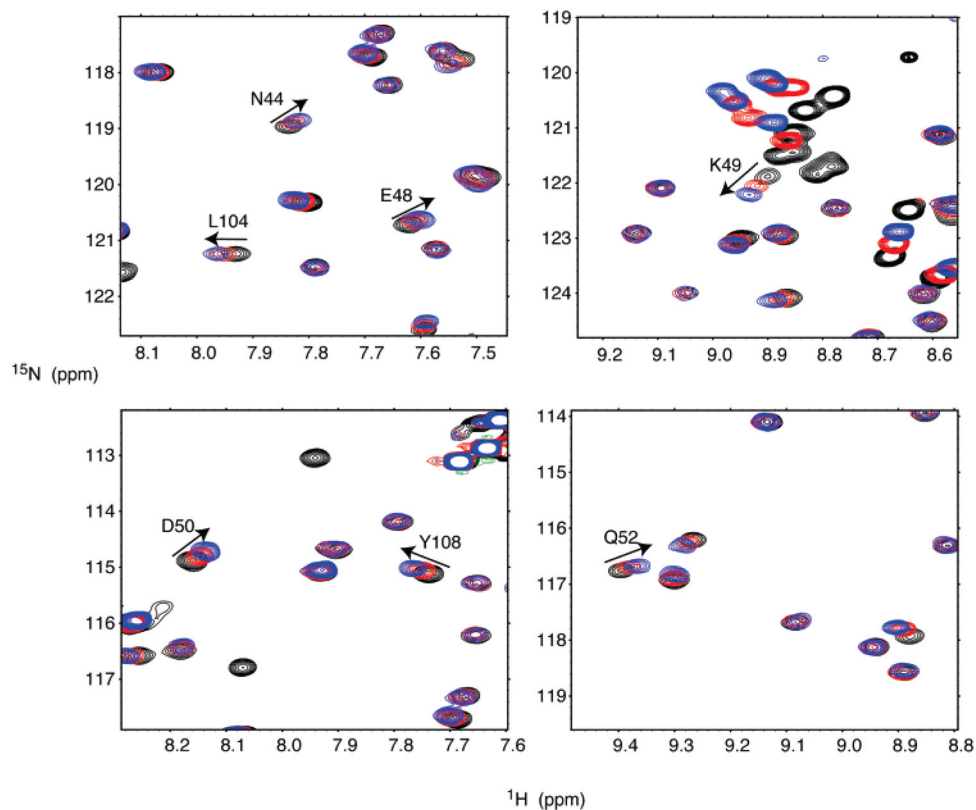 118
119
120
121
122
N44
E48
L104
8.1 8.0 7.9 7.8 7.7 7.6 7.5
119
120
121
122
123
124
K49
9.2 9.1 9.0 8.9 8.8 8.7 8.6
15N (ppm)
113
114
115
116
117
D50
Y108
8.2 8.1 8.0 7.9 7.8 7.7 7.6
114
115
116
117
118
119
Q52
9.4 9.3 9.2 9.1 9.0 8.9 8.8
1H (ppm)